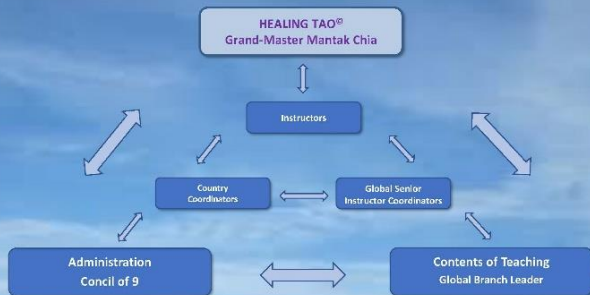 HEALING TAO©
Grand-Master Mantak Chia
Instructors
Country
Coordinators
Global Senior
Instructor Coordinators
Administration
Concil of 9
Contents of Teaching
Global Branch Leader